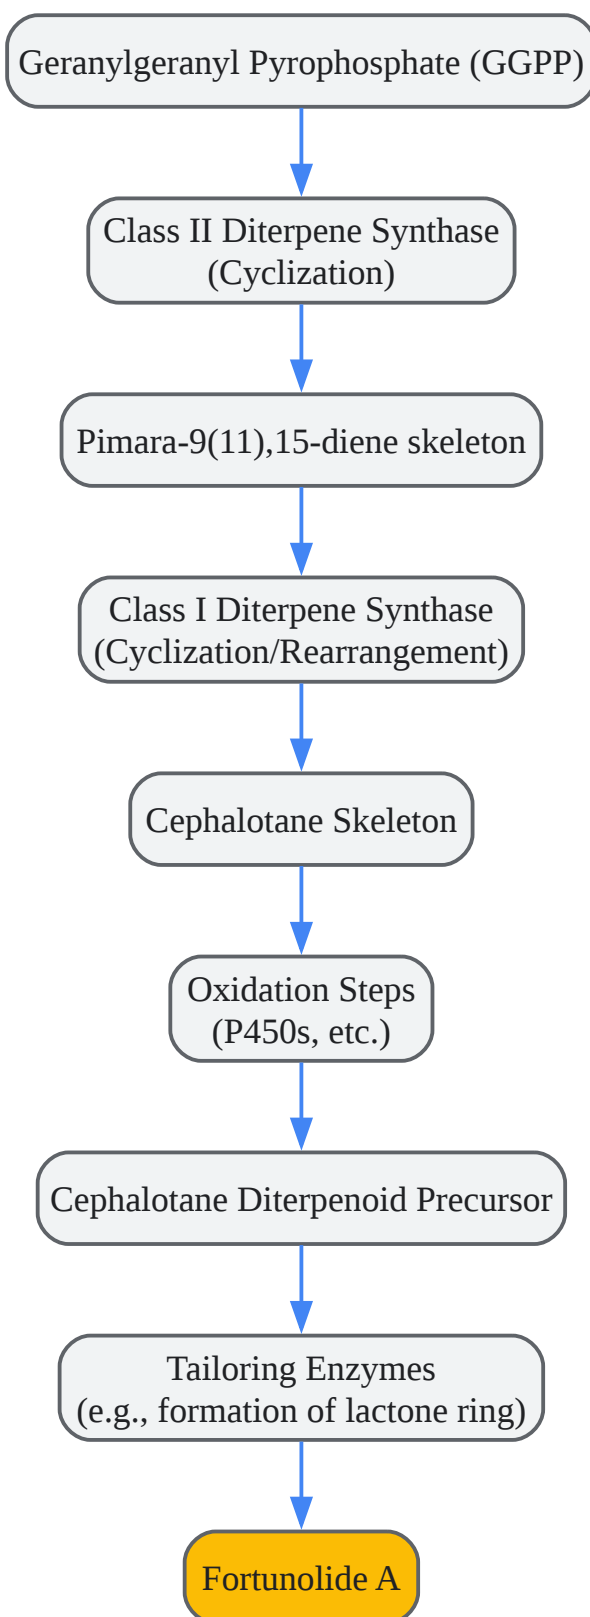 Geranylgeranyl Pyrophosphate (GGPP)
Class II Diterpene Synthase
(Cyclization)
Pimara-9(11),15-diene skeleton
Class I Diterpene Synthase
(Cyclization/Rearrangement)
Cephalotane Skeleton
Oxidation Steps
(P450s, etc.)
Cephalotane Diterpenoid Precursor
Tailoring Enzymes
(e.g., formation of lactone ring)
Fortunolide A